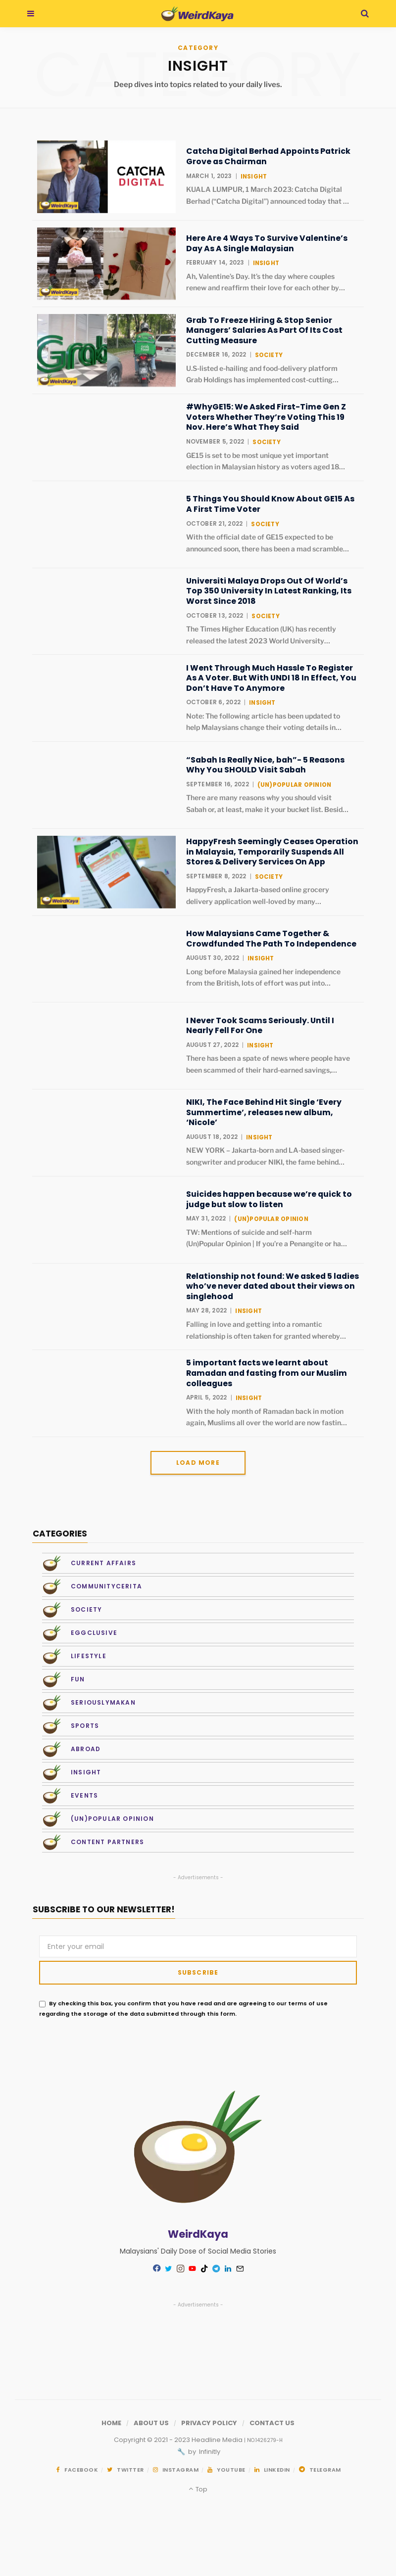 WeirdKaya
CATEGORY
CATEGORY
INSIGHT
Deep dives into topics related to your daily lives.
CATCHA
DIGITAL
WeirdKaya
Catcha Digital Berhad Appoints Patrick
Grove as Chairman
MARCH 1, 2023 | INSIGHT
KUALA LUMPUR, 1 March 2023: Catcha Digital
Berhad (“Catcha Digital”) announced today that ...
WeirdKaya
Here Are 4 Ways To Survive Valentine’s
Day As A Single Malaysian
FEBRUARY 14, 2023 | INSIGHT
Ah, Valentine’s Day. It’s the day where couples
renew and reaffirm their love for each other by...
Grab
WeirdKaya
Grab To Freeze Hiring & Stop Senior
Managers’ Salaries As Part Of Its Cost
Cutting Measure
DECEMBER 16, 2022 | SOCIETY
U.S-listed e-hailing and food-delivery platform
Grab Holdings has implemented cost-cutting...
#WhyGE15: We Asked First-Time Gen Z
Voters Whether They’re Voting This 19
Nov. Here’s What They Said
NOVEMBER 5, 2022 | SOCIETY
GE15 is set to be most unique yet important
election in Malaysian history as voters aged 18...
5 Things You Should Know About GE15 As
A First Time Voter
OCTOBER 21, 2022 | SOCIETY
With the official date of GE15 expected to be
announced soon, there has been a mad scramble...
Universiti Malaya Drops Out Of World’s
Top 350 University In Latest Ranking, Its
Worst Since 2018
OCTOBER 13, 2022 | SOCIETY
The Times Higher Education (UK) has recently
released the latest 2023 World University...
I Went Through Much Hassle To Register
As A Voter. But With UNDI 18 In Effect, You
Don’t Have To Anymore
OCTOBER 6, 2022 | INSIGHT
Note: The following article has been updated to
help Malaysians change their voting details in...
“Sabah Is Really Nice, bah”- 5 Reasons
Why You SHOULD Visit Sabah
SEPTEMBER 16, 2022 | (UN)POPULAR OPINION
There are many reasons why you should visit
Sabah or, at least, make it your bucket list. Besid...
WeirdKaya
HappyFresh Seemingly Ceases Operation
in Malaysia, Temporarily Suspends All
Stores & Delivery Services On App
SEPTEMBER 8, 2022 | SOCIETY
HappyFresh, a Jakarta-based online grocery
delivery application well-loved by many...
How Malaysians Came Together &
Crowdfunded The Path To Independence
AUGUST 30, 2022 | INSIGHT
Long before Malaysia gained her independence
from the British, lots of effort was put into...
I Never Took Scams Seriously. Until I
Nearly Fell For One
AUGUST 27, 2022 | INSIGHT
There has been a spate of news where people have
been scammed of their hard-earned savings,...
NIKI, The Face Behind Hit Single ‘Every
Summertime’, releases new album,
‘Nicole’
AUGUST 18, 2022 | INSIGHT
NEW YORK – Jakarta-born and LA-based singer-
songwriter and producer NIKI, the fame behind...
Suicides happen because we’re quick to
judge but slow to listen
MAY 31, 2022 | (UN)POPULAR OPINION
TW: Mentions of suicide and self-harm
(Un)Popular Opinion | If you’re a Penangite or ha...
Relationship not found: We asked 5 ladies
who’ve never dated about their views on
singlehood
MAY 28, 2022 | INSIGHT
Falling in love and getting into a romantic
relationship is often taken for granted whereby...
5 important facts we learnt about
Ramadan and fasting from our Muslim
colleagues
APRIL 5, 2022 | INSIGHT
With the holy month of Ramadan back in motion
again, Muslims all over the world are now fastin...
LOAD MORE
CATEGORIES
CURRENT AFFAIRS
COMMUNITYCERITA
SOCIETY
EGGCLUSIVE
LIFESTYLE
FUN
SERIOUSLYMAKAN
SPORTS
ABROAD
INSIGHT
EVENTS
(UN)POPULAR OPINION
CONTENT PARTNERS
- Advertisements -
SUBSCRIBE TO OUR NEWSLETTER!
Enter your email
SUBSCRIBE
By checking this box, you confirm that you have read and are agreeing to our terms of use
regarding the storage of the data submitted through this form.
WeirdKaya
Malaysians' Daily Dose of Social Media Stories
- Advertisements -
HOME / ABOUT US / PRIVACY POLICY / CONTACT US
Copyright © 2021 - 2023 Headline Media | NO1426279-H
by Infinitly
FACEBOOK TWITTER INSTAGRAM YOUTUBE LINKEDIN TELEGRAM
Top